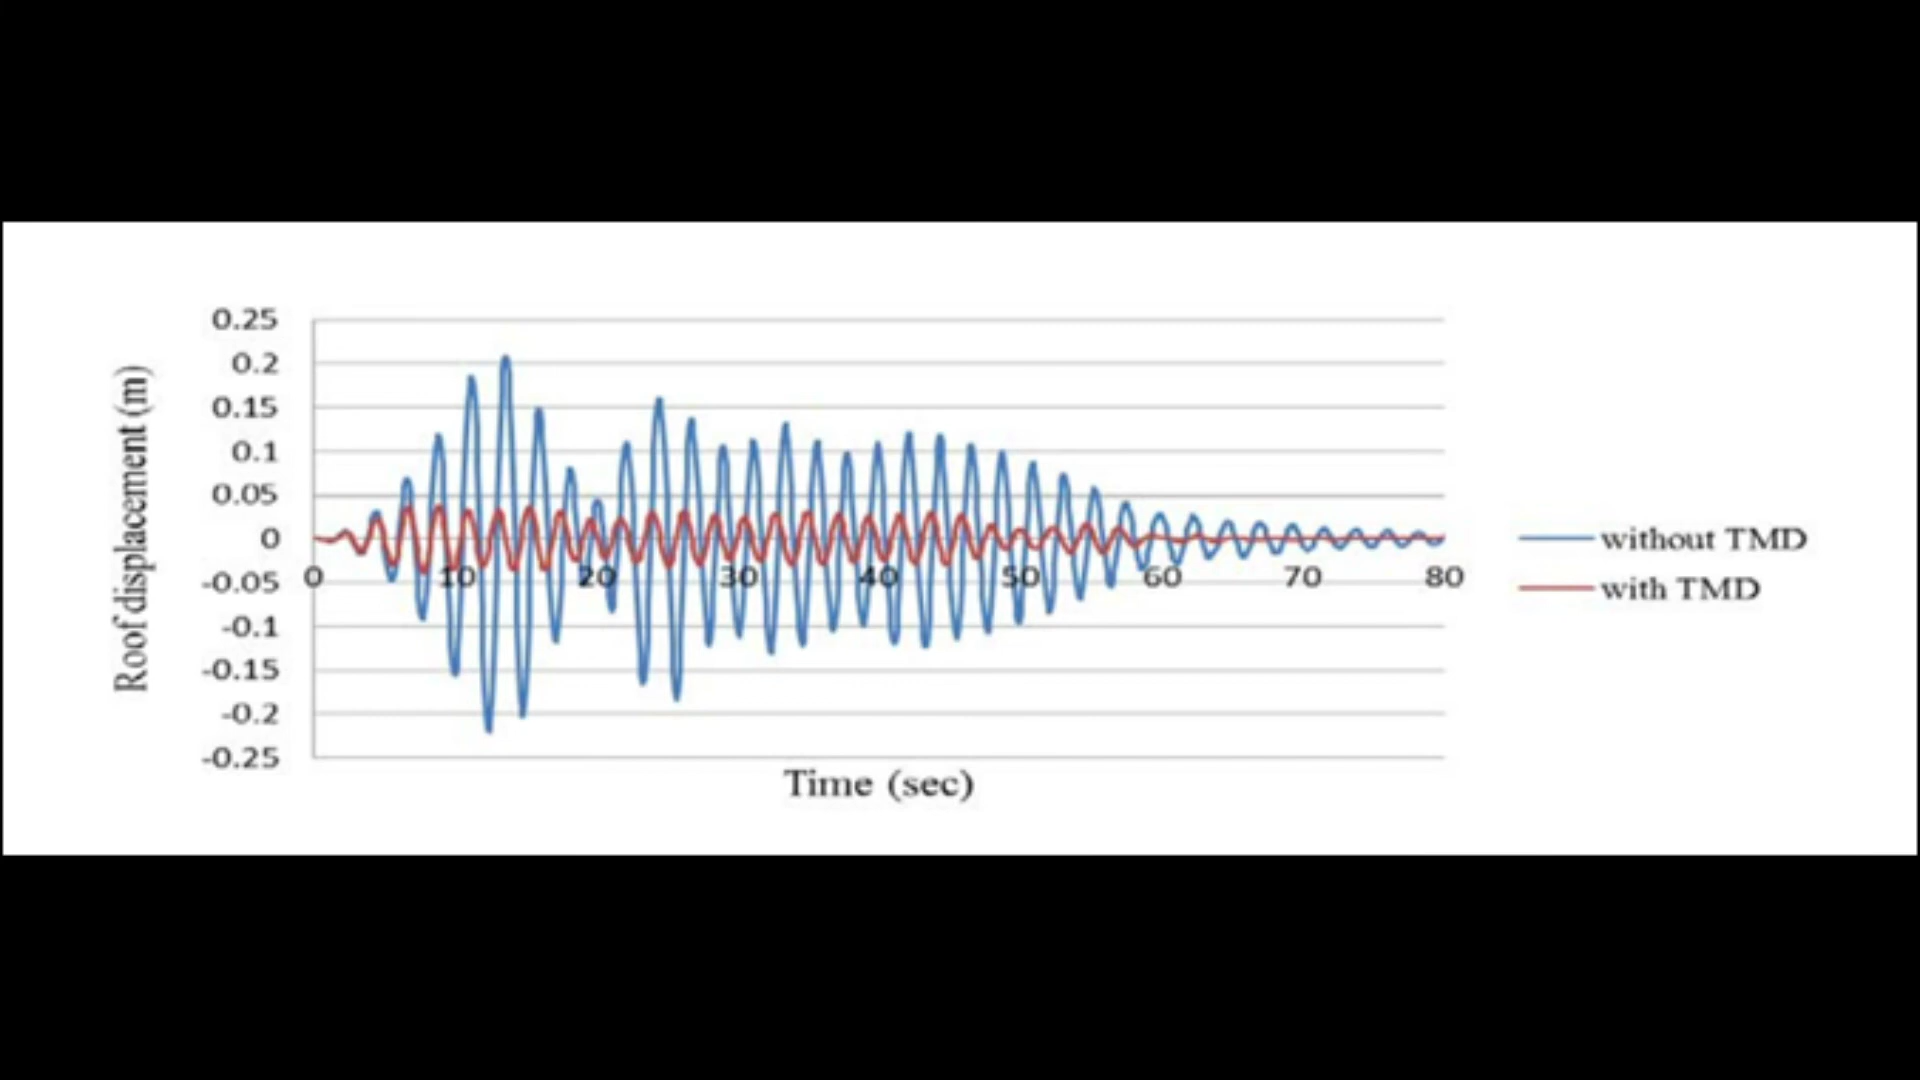 0.25
0.2
0.15
0.1
0.05
0
-0.05
-0.1
-0.15
-0.2
-0.25
Roof displacement (m)
0 10 20 30 40 50 60 70 80
Time (sec)
without TMD
with TMD